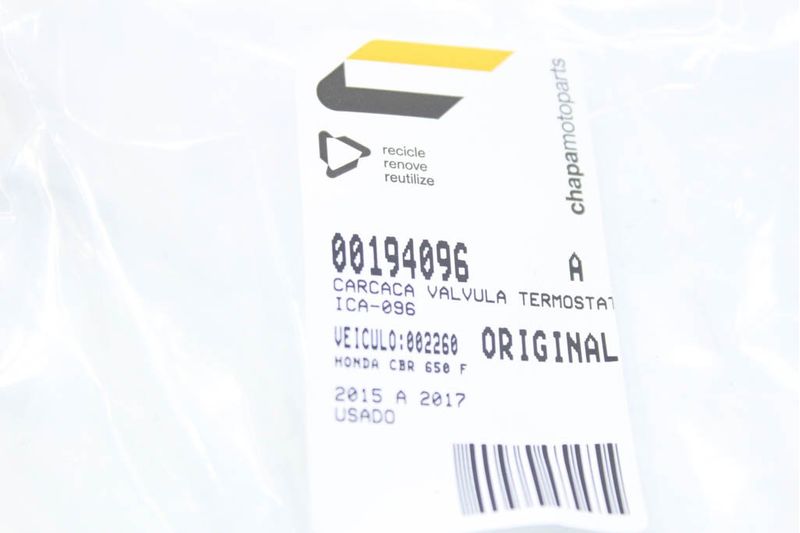 recicle
renove
reutilize
chapamotoparts
00194096 A
CARCACA VALVULA TERMOSTAT
ICA-096
VEICULO:002260 ORIGINAL
HONDA CBR 650 F
2015 A 2017
USADO